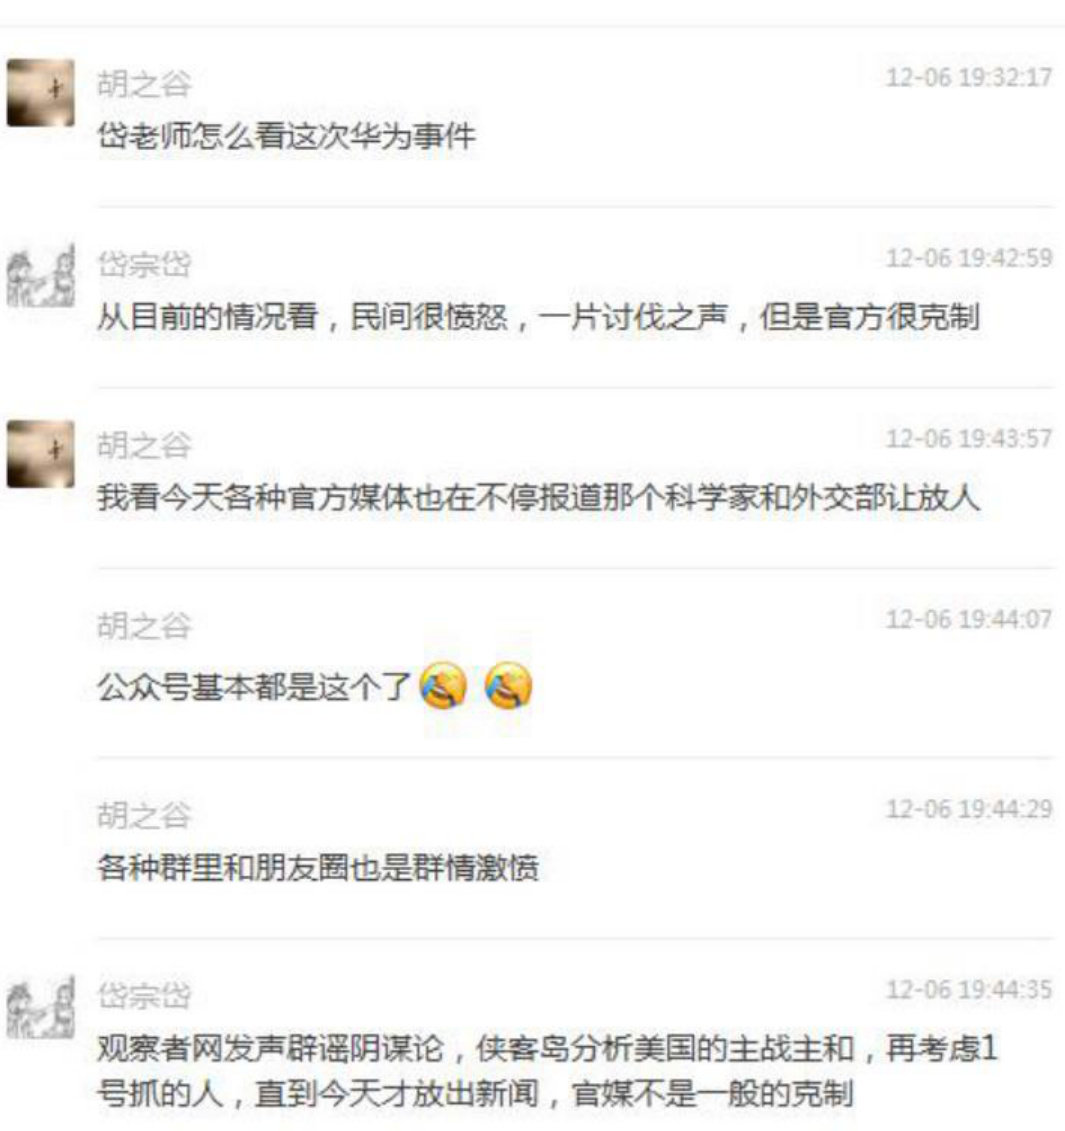 胡之谷
12-06 19:32:17
岱老师怎么看这次华为事件
岱宗岱
12-06 19:42:59
从目前的情况看，民间很愤怒，一片讨伐之声，但是官方很克制
胡之谷
12-06 19:43:57
我看今天各种官方媒体也在不停报道那个科学家和外交部让放人
胡之谷
12-06 19:44:07
公众号基本都是这个了
胡之谷
12-06 19:44:29
各种群里和朋友圈也是群情激愤
岱宗岱
12-06 19:44:35
观察者网发声辟谣阴谋论，侠客岛分析美国的主战主和，再考虑1
号抓的人，直到今天才放出新闻，官媒不是一般的克制